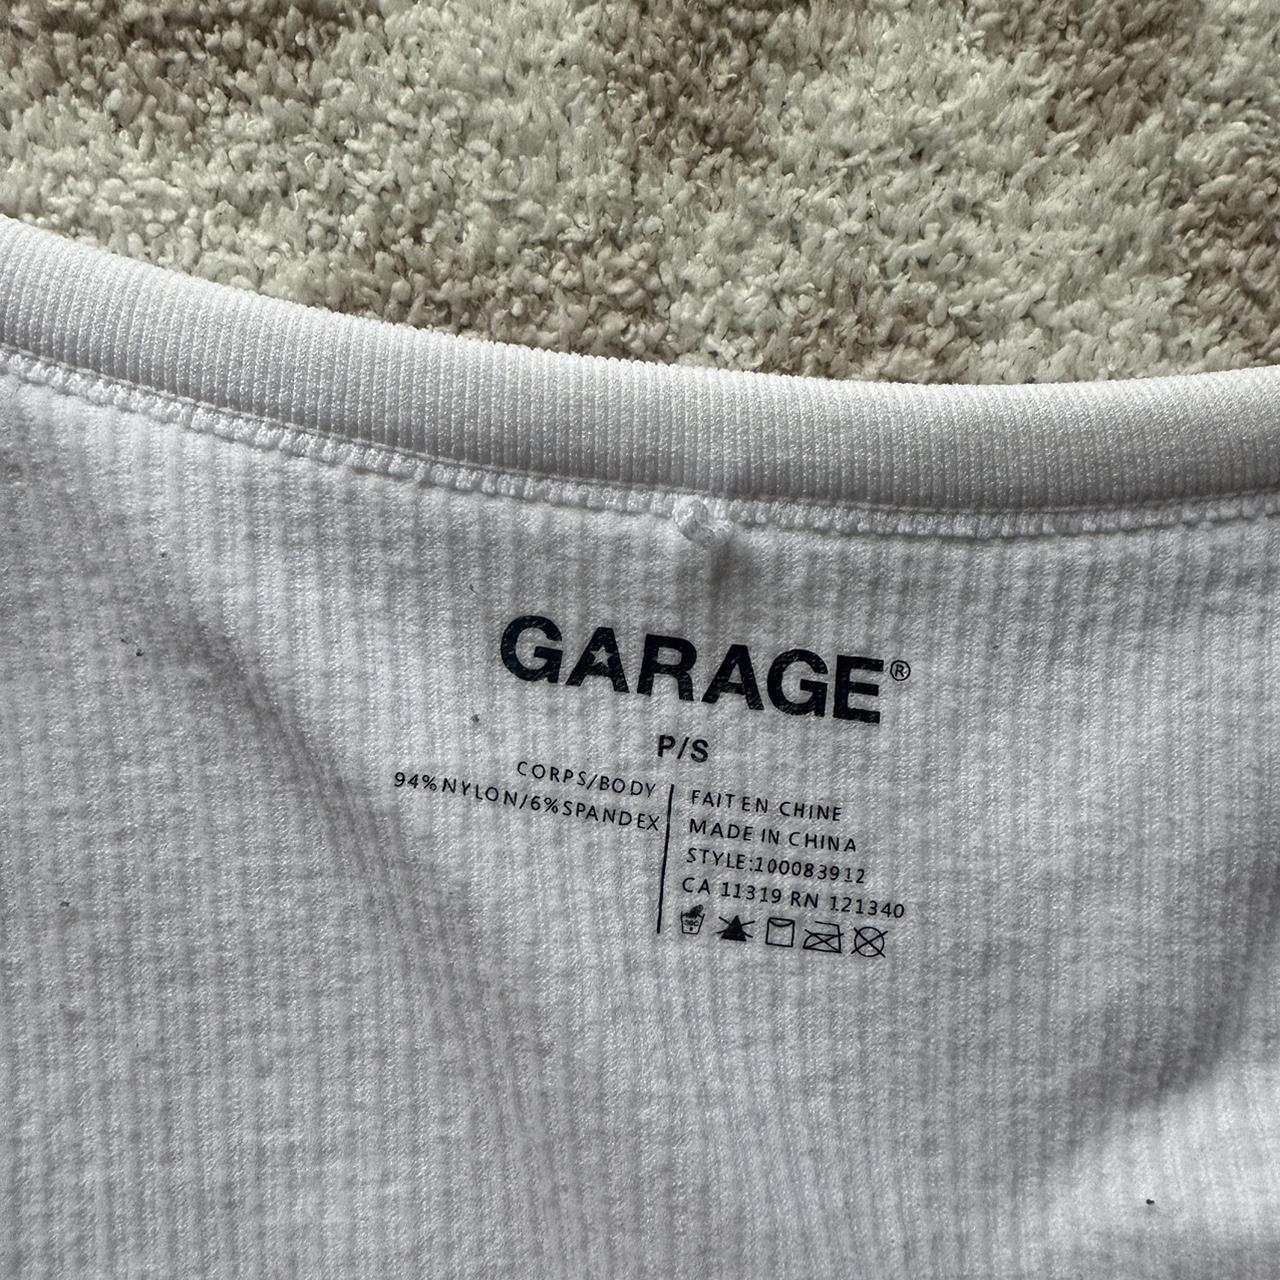 GARAGE®
P/S
CORPS/BODY
94%NYLON/6%SPANDEX
FAIT EN CHINE
MADE IN CHINA
STYLE:100083912
CA 11319 RN 121340